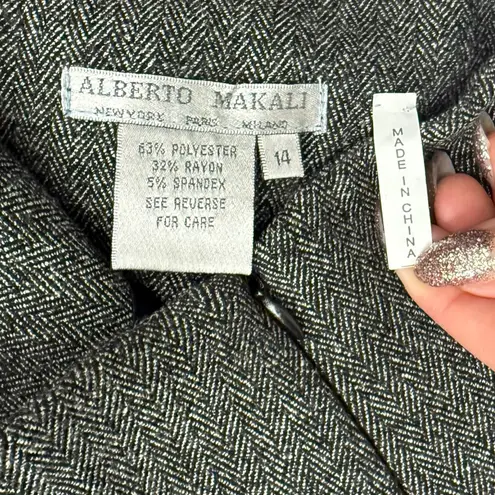 ALBERTO MAKALI
NEW YORK PARIS MILANO
63% POLYESTER
32% RAYON
5% SPANDEX
SEE REVERSE
FOR CARE
14
MADE IN CHINA